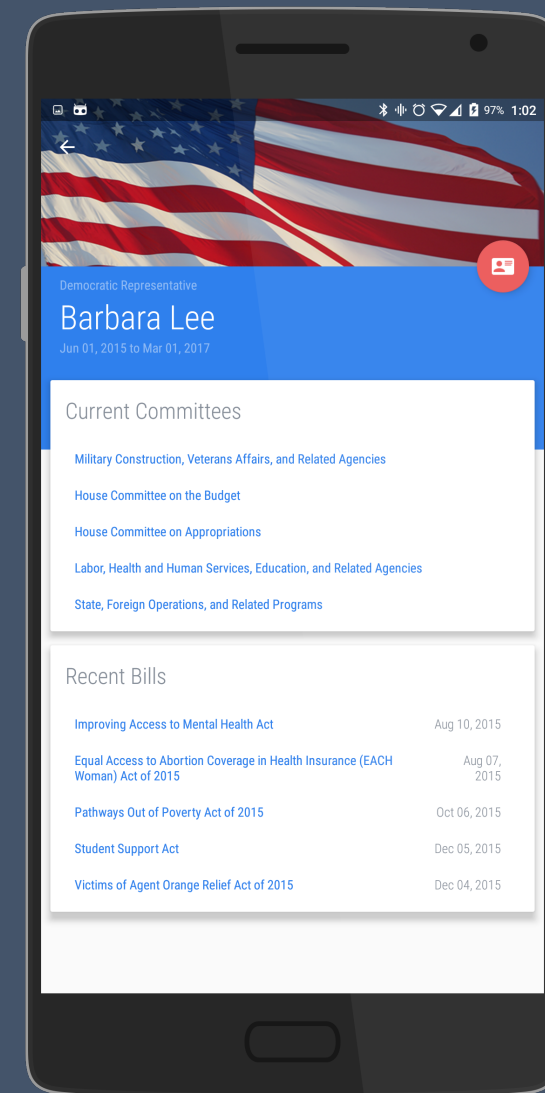 97% 1:02
Democratic Representative
Barbara Lee
Jun 01, 2015 to Mar 01, 2017
Current Committees
Military Construction, Veterans Affairs, and Related Agencies
House Committee on the Budget
House Committee on Appropriations
Labor, Health and Human Services, Education, and Related Agencies
State, Foreign Operations, and Related Programs
Recent Bills
Improving Access to Mental Health Act Aug 10, 2015
Equal Access to Abortion Coverage in Health Insurance (EACH Aug 07,
Woman) Act of 2015 2015
Pathways Out of Poverty Act of 2015 Oct 06, 2015
Student Support Act Dec 05, 2015
Victims of Agent Orange Relief Act of 2015 Dec 04, 2015